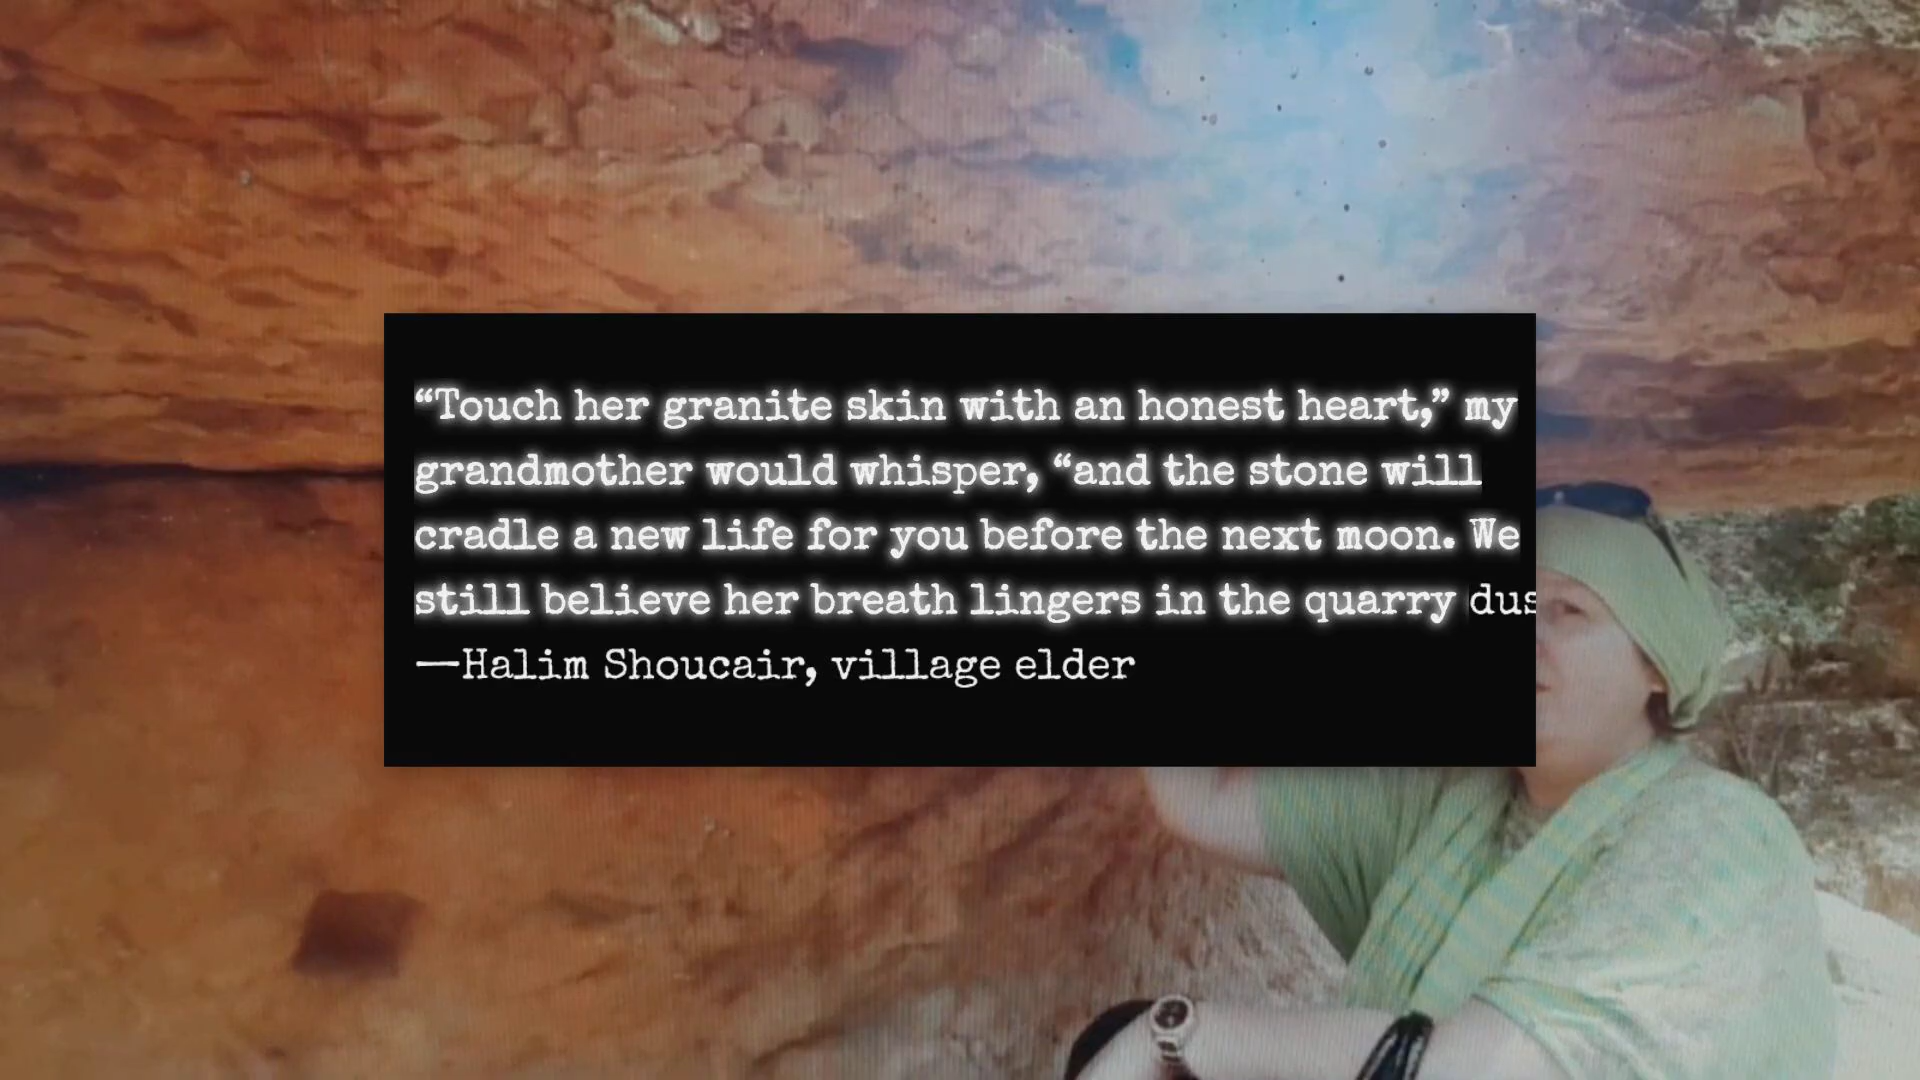 “Touch her granite skin with an honest heart,” my
grandmother would whisper, “and the stone will
cradle a new life for you before the next moon. We
still believe her breath lingers in the quarry dus
—Halim Shoucair, village elder